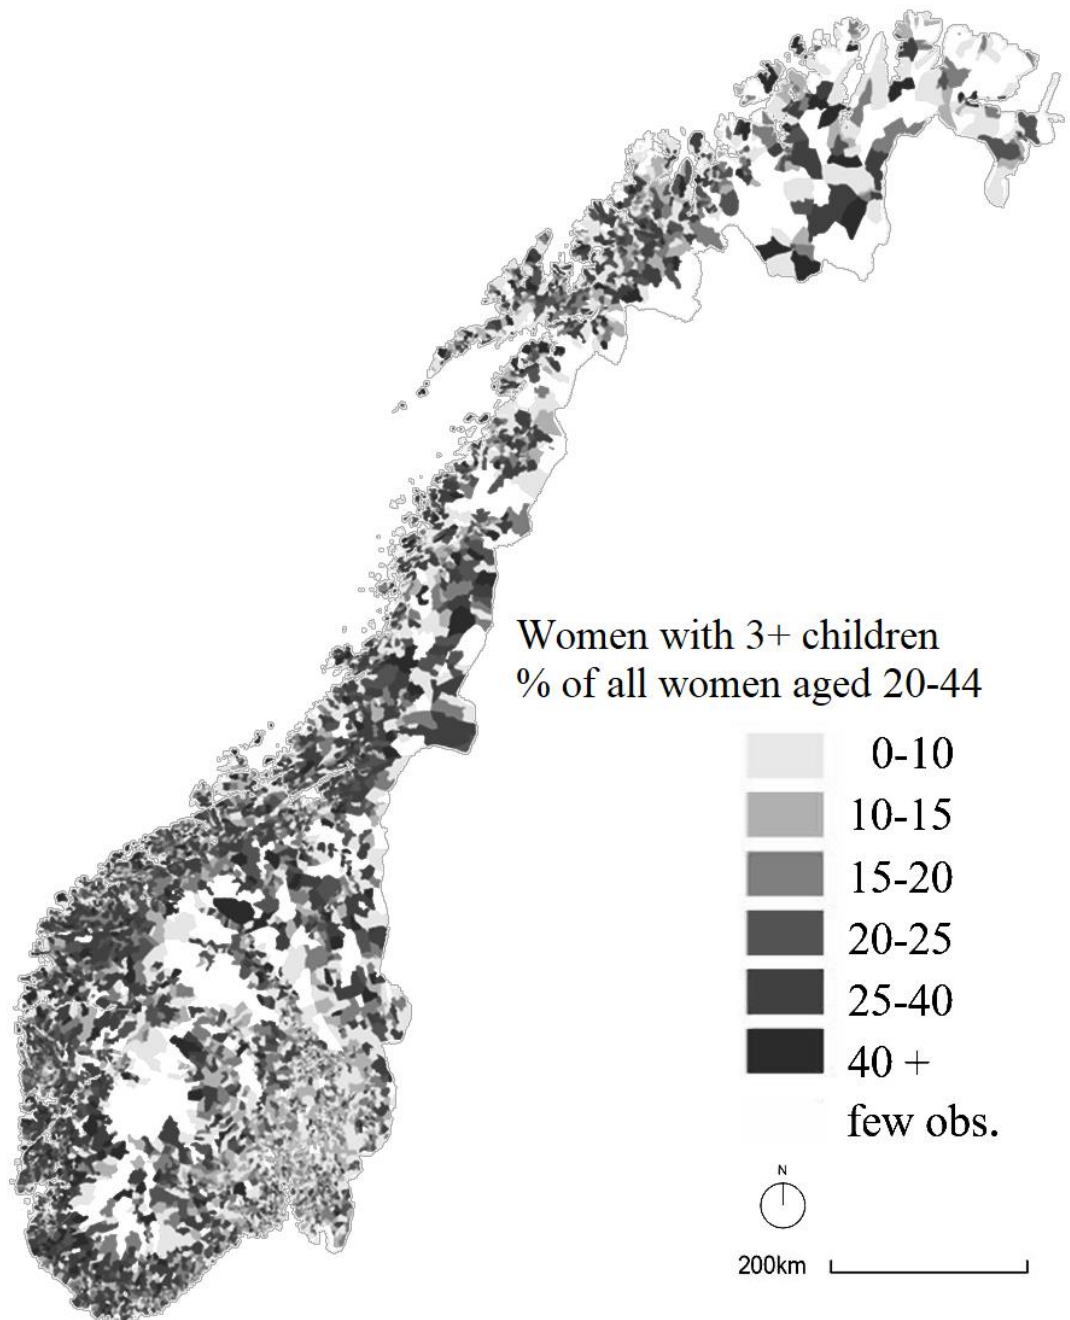 Women with 3+ children
% of all women aged 20-44
0-10
10-15
15-20
20-25
25-40
40 +
few obs.
N
200km